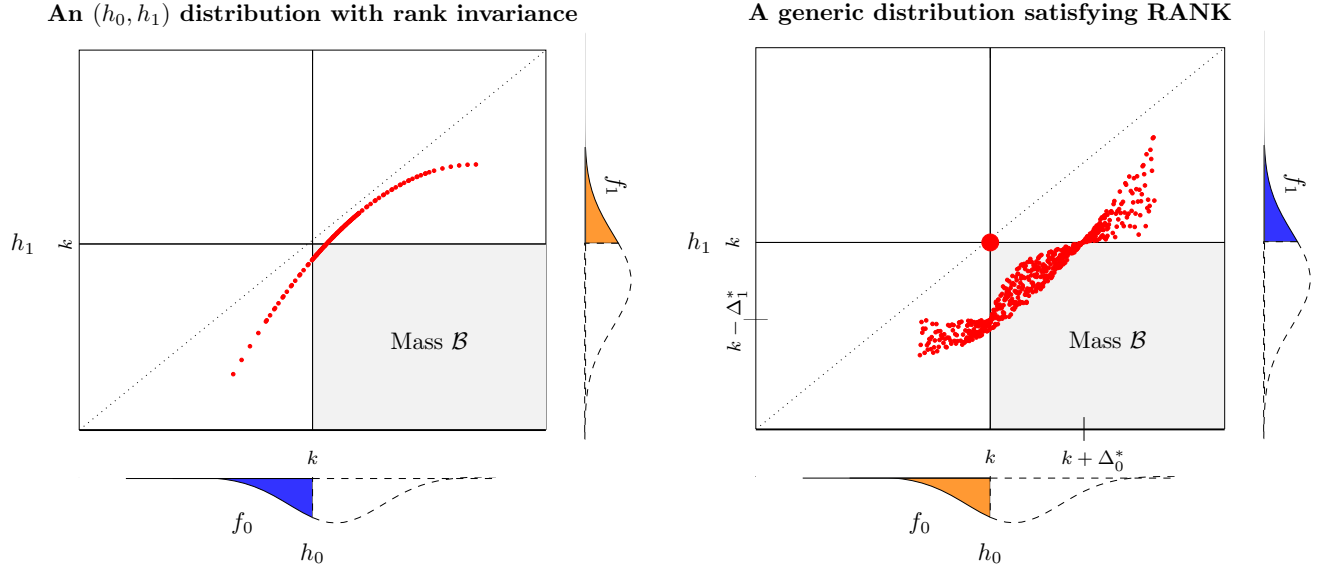 An (h₀, h₁) distribution with rank invariance
h₁
k
Mass ℬ
f₁
k
f₀
h₀
A generic distribution satisfying RANK
h₁
k
k − Δ₁*
Mass ℬ
f₁
k
k + Δ₀*
f₀
h₀